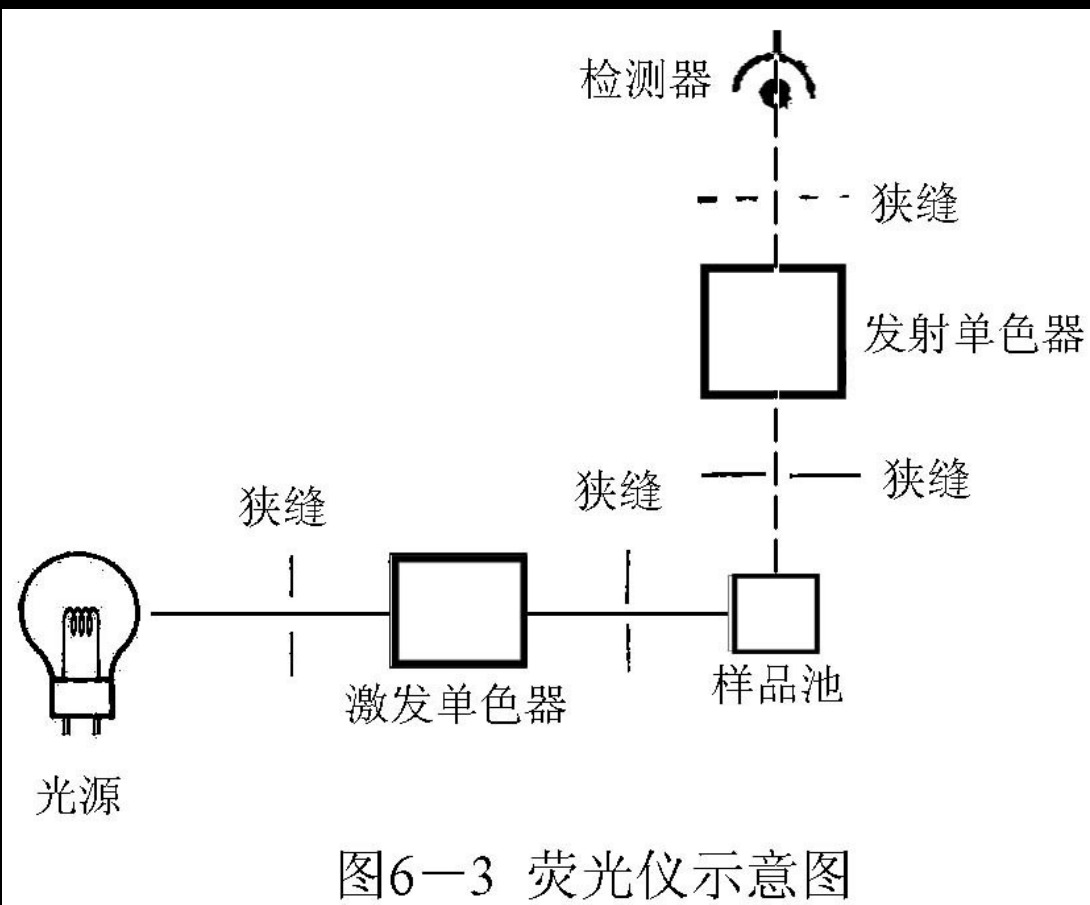 检测器
狭缝
发射单色器
狭缝
狭缝
狭缝
激发单色器
样品池
光源
图6-3 荧光仪示意图